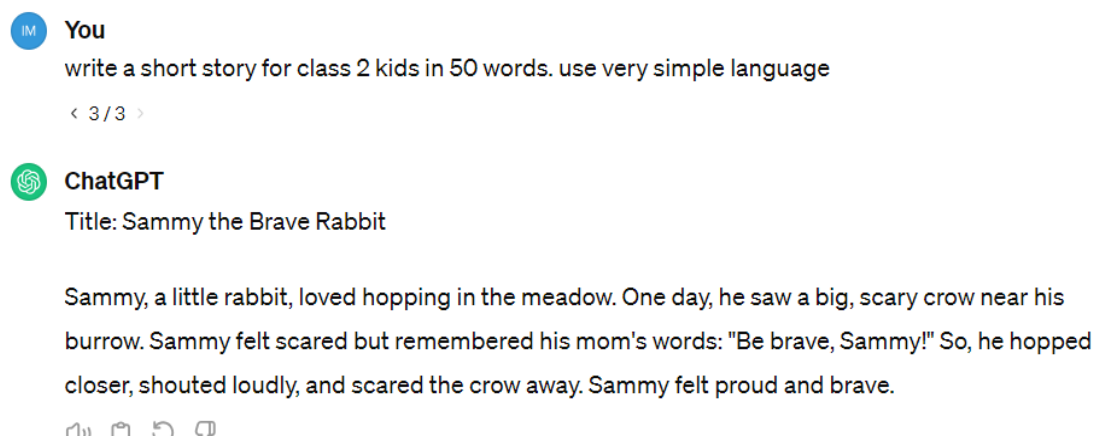 IM
You
write a short story for class 2 kids in 50 words. use very simple language
< 3/3 >
ChatGPT
Title: Sammy the Brave Rabbit
Sammy, a little rabbit, loved hopping in the meadow. One day, he saw a big, scary crow near his
burrow. Sammy felt scared but remembered his mom's words: "Be brave, Sammy!" So, he hopped
closer, shouted loudly, and scared the crow away. Sammy felt proud and brave.